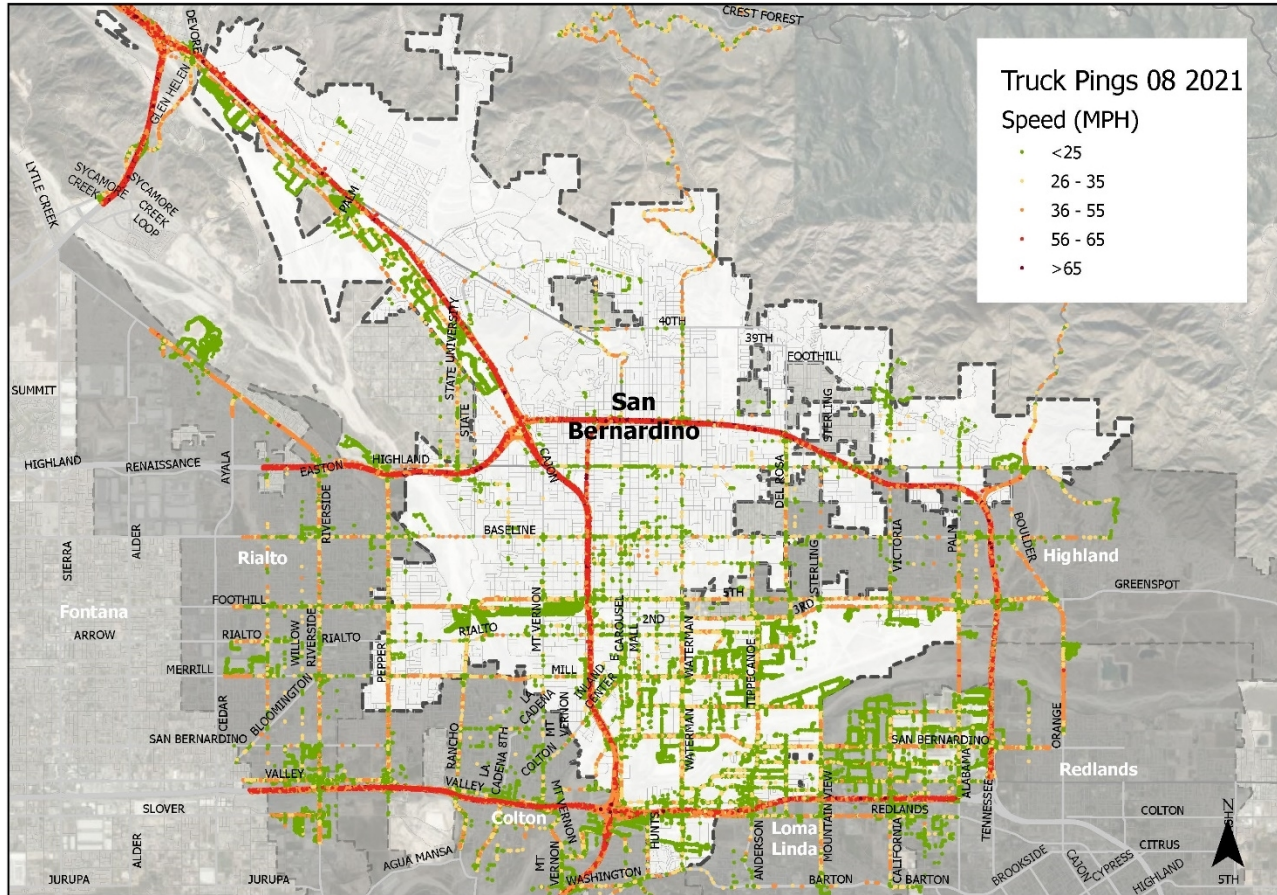 CREST FOREST
DEVORE
GLEN HELEN
Truck Pings 08 2021
Speed (MPH)
<25
26 - 35
36 - 55
56 - 65
>65
LYTLE CREEK
SYCAMORE
CREEK
SYCAMORE
CREEK
LOOP
PALM
STATE UNIVERSITY
40TH
39TH
FOOTHILL
SUMMIT
STATE
San
Bernardino
STERLING
HIGHLAND
RENAISSANCE
AYALA
EASTON
HIGHLAND
CAJON
DEL ROSA
SIERRA
ALDER
RIVERSIDE
BASELINE
STERLING
VICTORIA
PALM
BOULDER
Rialto
Highland
Fontana
FOOTHILL
5TH
GREENSPOT
ARROW
RIALTO
WILLOW
RIVERSIDE
RIALTO
RIALTO
MT VERNON
CAROUSEL
MALL
2ND
3RD
WATERMAN
TIPPECANOE
MERRILL
PEPPER
MILL
E
INLAND
CENTER
LA
CADENA
MT
VERNON
CEDAR
BLOOMINGTON
SAN BERNARDINO
RANCHO
LA
CADENA 8TH
COLTON
WATERMAN
SAN BERNARDINO
ORANGE
VALLEY
VALLEY
MT VERNON
ALABAMA
TENNESSEE
Redlands
SLOVER
Colton
HUNTS
REDLANDS
COLTON
Loma
Linda
MOUNTAIN VIEW
CALIFORNIA
ANDERSON
ALDER
AGUA MANSA
MT
VERNON
BROOKSIDE
CAJON
CYPRESS
CITRUS
HIGHLAND
JURUPA
JURUPA
WASHINGTON
BARTON
BARTON
N
5TH